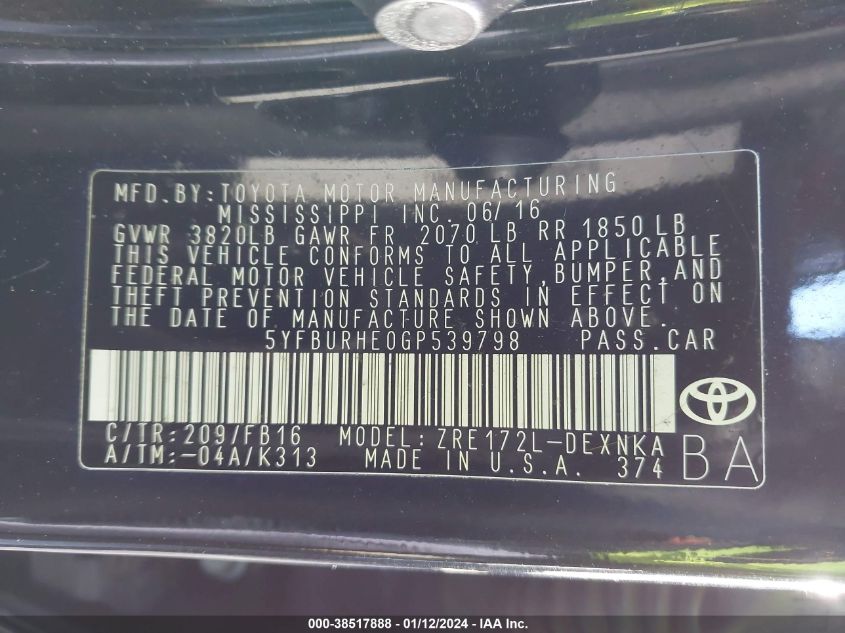 MFD.BY:TOYOTA MOTOR MANUFACTURING
MISSISSIPPI INC. 06/16
GVWR 3820LB GAWR FR 2070 LB RR 1850 LB
THIS VEHICLE CONFORMS TO ALL APPLICABLE
FEDERAL MOTOR VEHICLE SAFETY,BUMPER,AND
THEFT PREVENTION STANDARDS IN EFFECT ON
THE DATE OF MANUFACTURE SHOWN ABOVE.
5YFBURHE0GP539798 PASS.CAR
C/TR:209/FB16 MODEL:ZRE172L-DEXNKA
A/TM:-04A/K313 MADE IN U.S.A. 374
BA
000-38517888 - 01/12/2024 - IAA Inc.